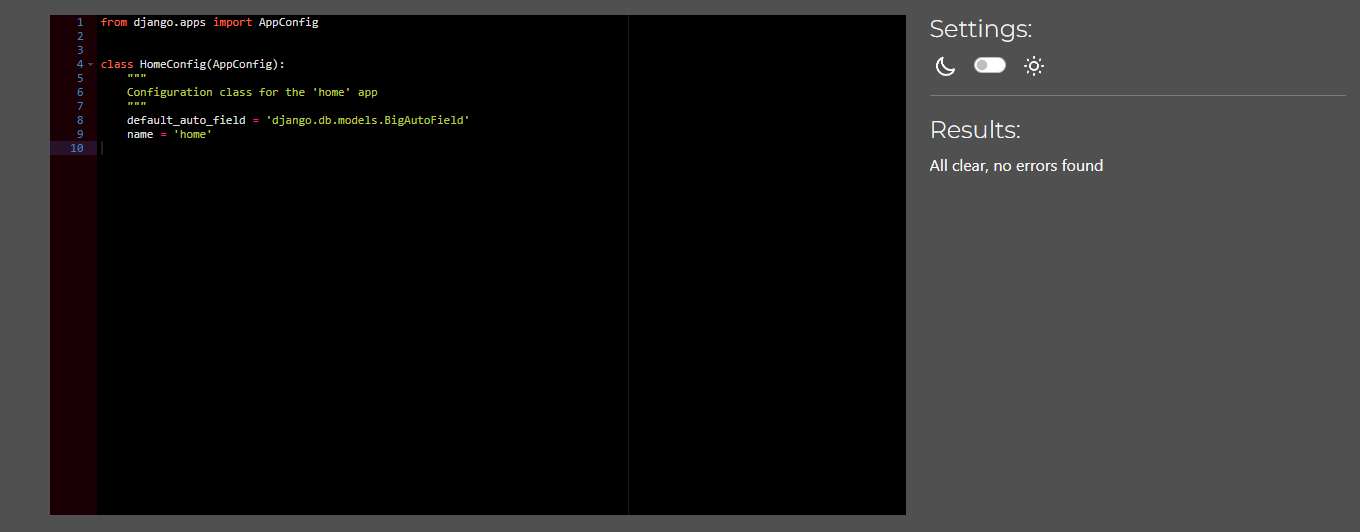 1 from django.apps import AppConfig
2
3
4 class HomeConfig(AppConfig):
5     """
6     Configuration class for the 'home' app
7     """
8     default_auto_field = 'django.db.models.BigAutoField'
9     name = 'home'
10
Settings:
Results:
All clear, no errors found